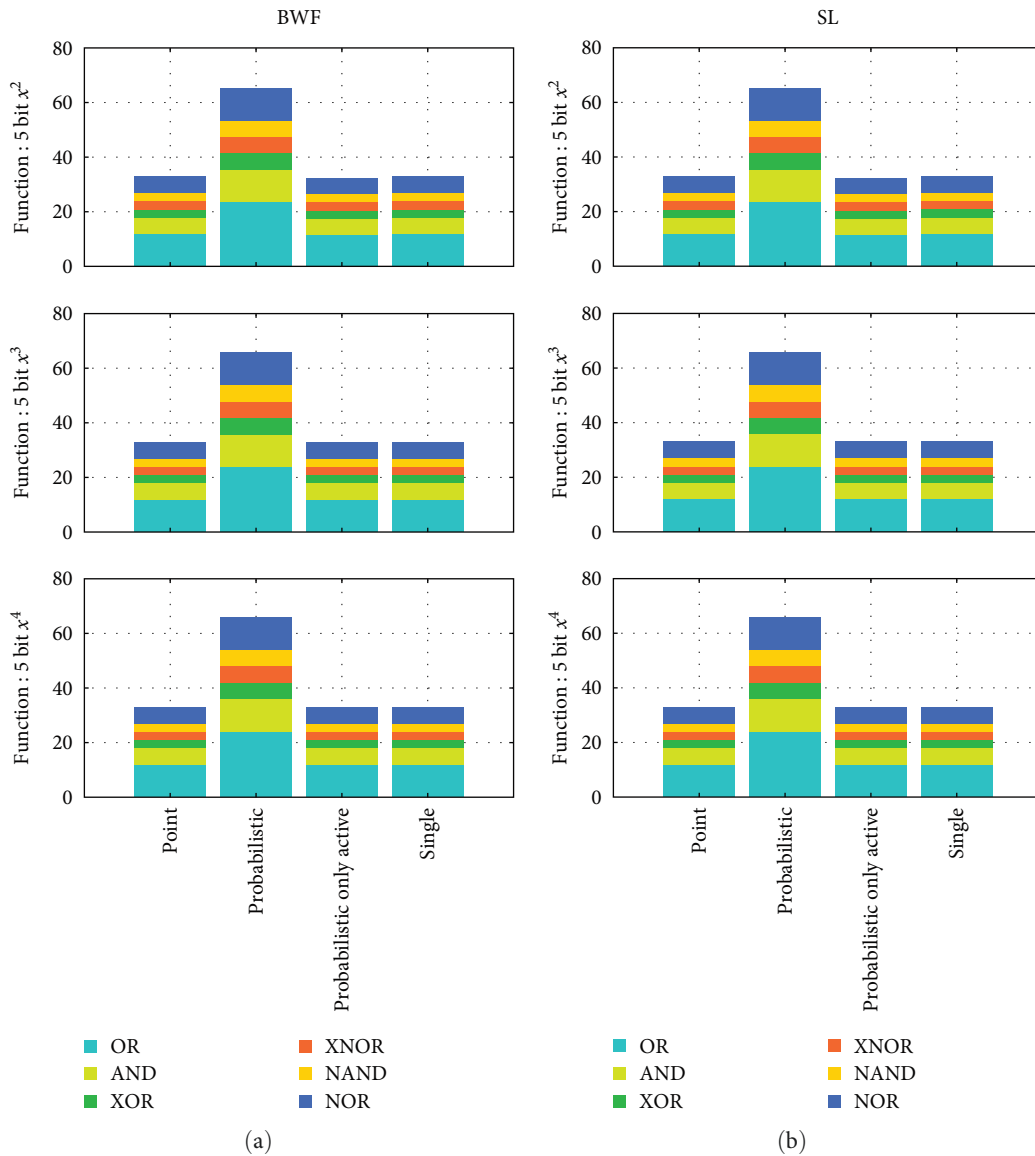 BWF
Function : 5 bit x²
80
60
40
20
0
Function : 5 bit x³
80
60
40
20
0
Function : 5 bit x⁴
80
60
40
20
0
Point
Probabilistic
Probabilistic only active
Single
OR
AND
XOR
XNOR
NAND
NOR
(a)
SL
Function : 5 bit x²
80
60
40
20
0
Function : 5 bit x³
80
60
40
20
0
Function : 5 bit x⁴
80
60
40
20
0
Point
Probabilistic
Probabilistic only active
Single
OR
AND
XOR
XNOR
NAND
NOR
(b)